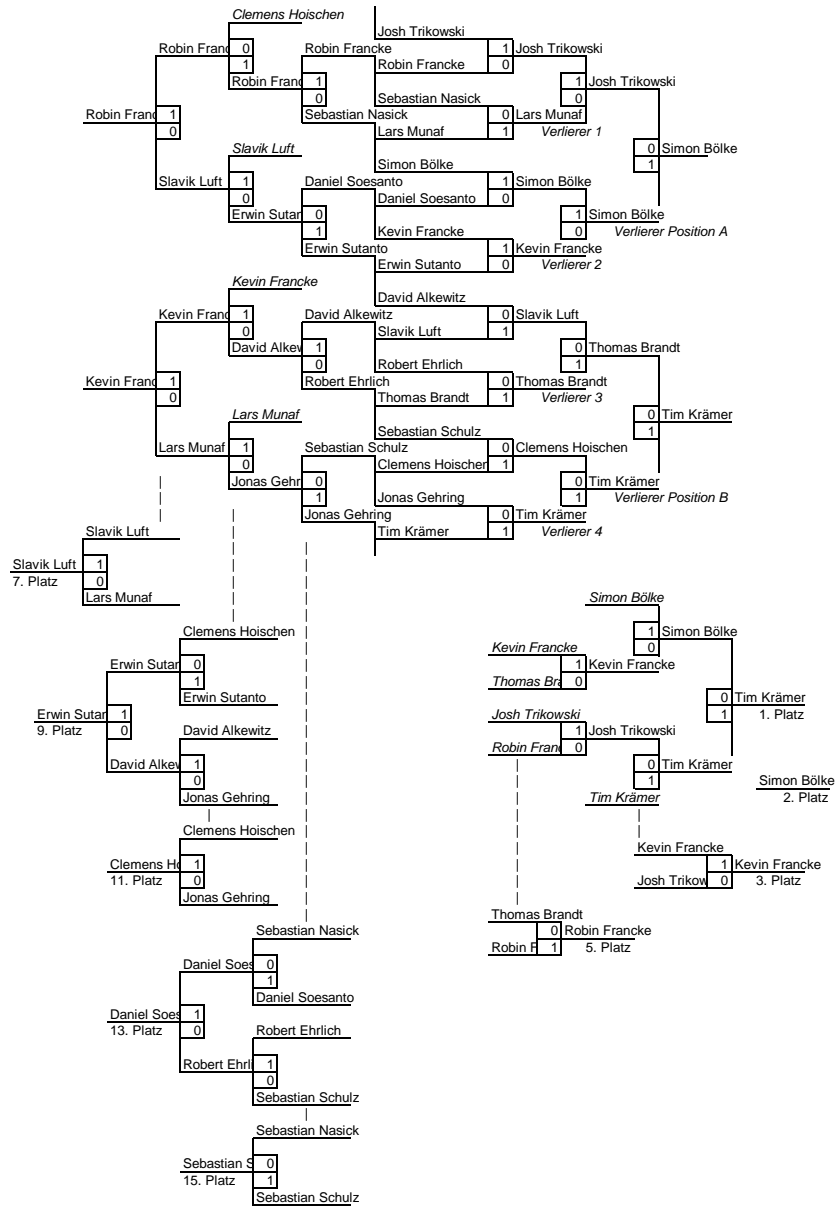 Clemens Hoischen
Josh Trikowski
Robin Franc 0 Robin Francke 1 Josh Trikowski
1 Robin Francke 0
Robin Franc 1 1 Josh Trikowski
0 Sebastian Nasick 0
Robin Franc 1 Sebastian Nasick 0 Lars Munaf
0 Lars Munaf 1 Verlierer 1
Slavik Luft 0 Simon Bölke
Simon Bölke 1
Slavik Luft 1 Daniel Soesanto 1 Simon Bölke
0 Daniel Soesanto 0
Erwin Sutan 0 1 Simon Bölke
1 Kevin Francke 0 Verlierer Position A
Erwin Sutanto 1 Kevin Francke
Erwin Sutanto 0 Verlierer 2
Kevin Francke
David Alkewitz
Kevin Franc 1 David Alkewitz 0 Slavik Luft
0 Slavik Luft 1
David Alkew 1 0 Thomas Brandt
0 Robert Ehrlich 1
Kevin Franc 1 Robert Ehrlich 0 Thomas Brandt
0 Thomas Brandt 1 Verlierer 3
Lars Munaf 0 Tim Krämer
Sebastian Schulz 1
Lars Munaf 1 Sebastian Schulz 0 Clemens Hoischen
0 Clemens Hoischen 1
Jonas Gehr 0 0 Tim Krämer
1 Jonas Gehring 1 Verlierer Position B
Jonas Gehring 0 Tim Krämer
Slavik Luft Tim Krämer 1 Verlierer 4
Slavik Luft 1
7. Platz 0
Lars Munaf Simon Bölke
Clemens Hoischen 1 Simon Bölke
Kevin Francke 0
Erwin Sutan 0 1 Kevin Francke
1 Thomas Bra 0
Erwin Sutanto 0 Tim Krämer
Erwin Sutan 1 Josh Trikowski 1 1. Platz
9. Platz 0 David Alkewitz 1 Josh Trikowski
Robin Franc 0
David Alkew 1 0 Tim Krämer
0 1 Simon Bölke
Jonas Gehring Tim Krämer 2. Platz
Clemens Hoischen
Kevin Francke
Clemens Ho 1 1 Kevin Francke
11. Platz 0 Josh Trikow 0 3. Platz
Jonas Gehring
Thomas Brandt
Sebastian Nasick 0 Robin Francke
Robin F 1 5. Platz
Daniel Soes 0
1
Daniel Soesanto
Daniel Soes 1
13. Platz 0 Robert Ehrlich
Robert Ehrli 1
0
Sebastian Schulz
Sebastian Nasick
Sebastian S 0
15. Platz 1
Sebastian Schulz